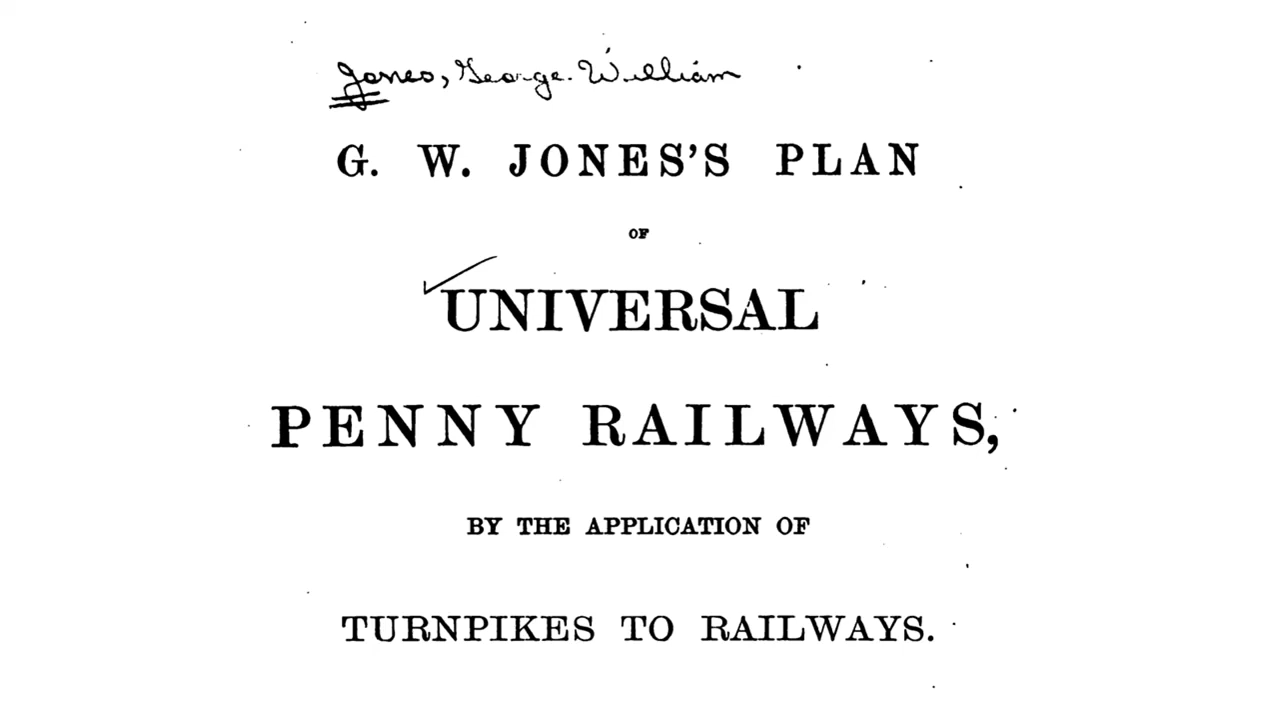 Jones, George William
G. W. JONES'S PLAN
OF
UNIVERSAL
PENNY RAILWAYS,
BY THE APPLICATION OF
TURNPIKES TO RAILWAYS.